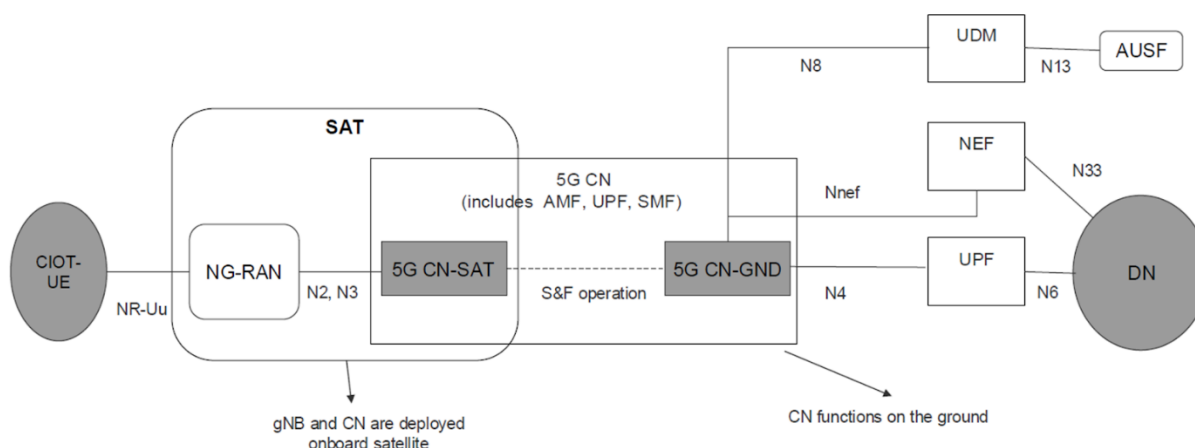 UDM
AUSF
N8
N13
SAT
NEF
5G CN
(includes AMF, UPF, SMF)
Nnef
N33
CIOT-
UE
NG-RAN
5G CN-SAT
5G CN-GND
UPF
DN
NR-Uu
N2, N3
S&F operation
N4
N6
gNB and CN are deployed
onboard satellite
CN functions on the ground